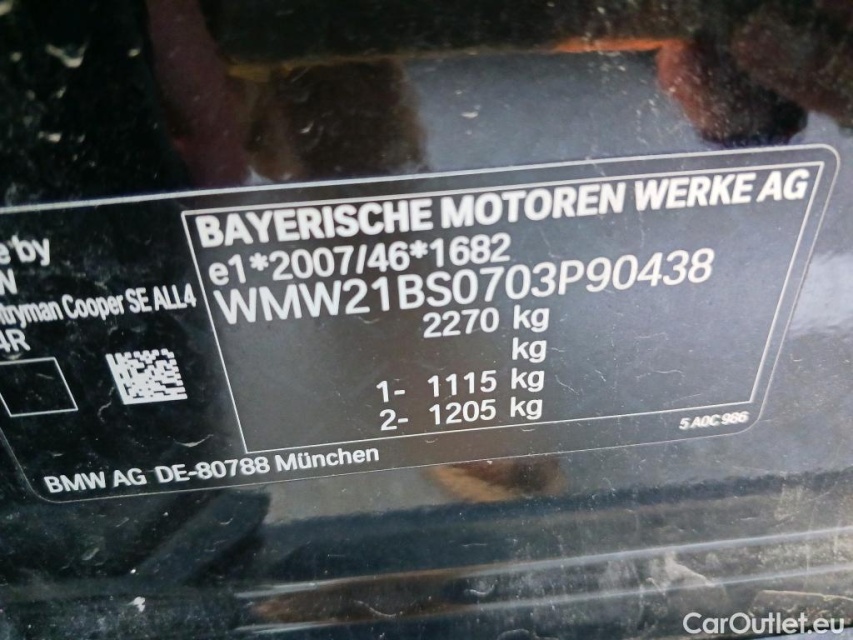 BAYERISCHE MOTOREN WERKE AG
e1*2007/46*1682
WMW21BS0703P90438
2270 kg
kg
1- 1115 kg
2- 1205 kg
e by
N
tryman Cooper SE ALL4
4R
5 A0C 986
BMW AG DE-80788 München
CarOutlet.eu